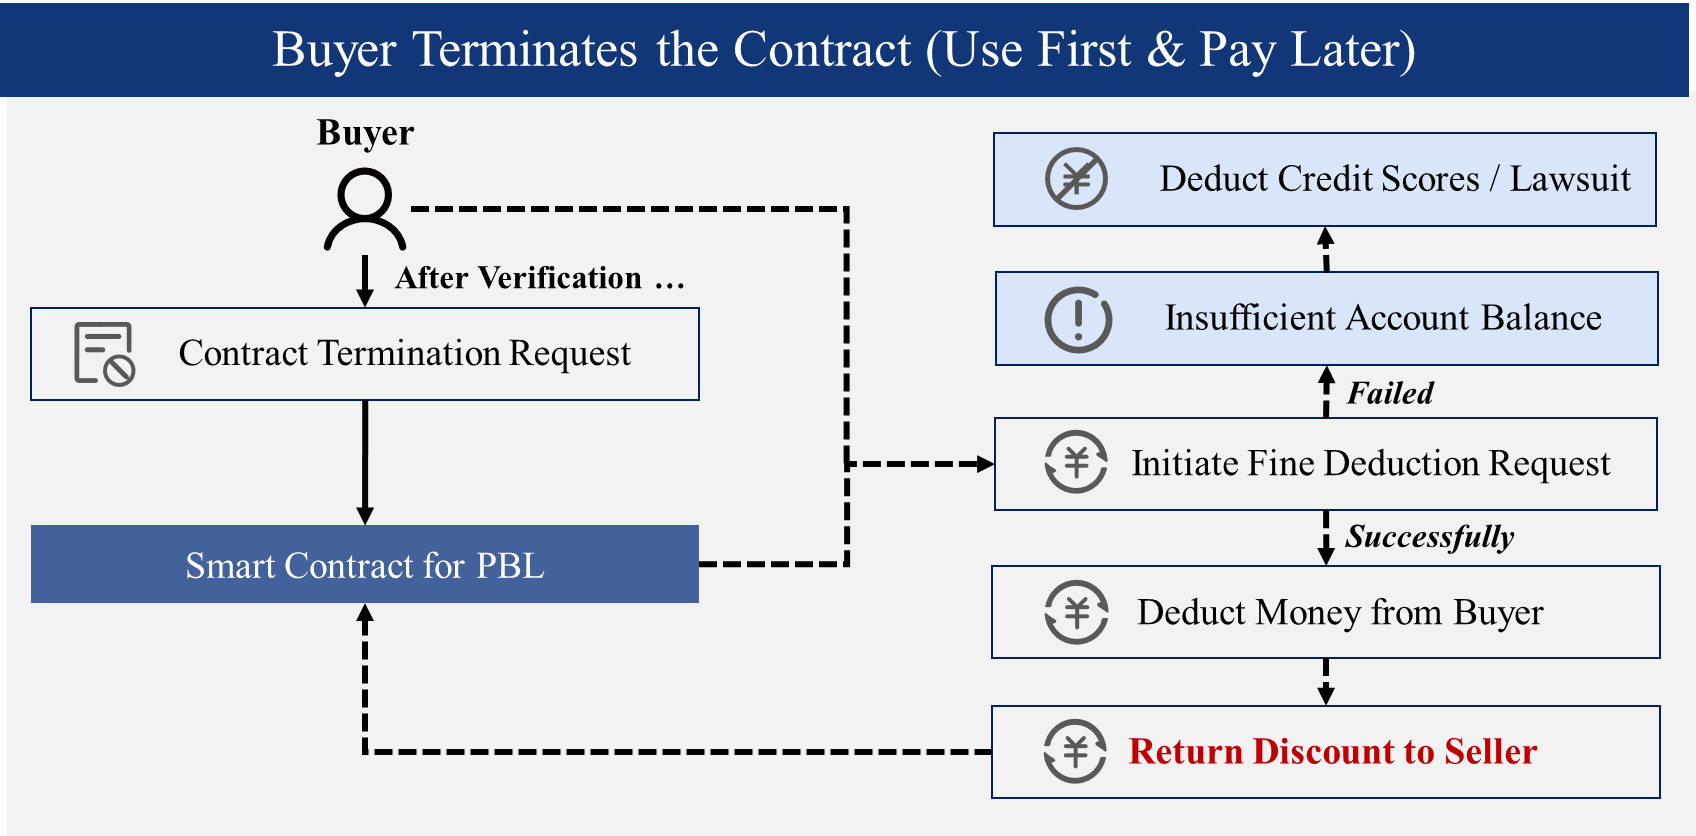 Buyer Terminates the Contract (Use First & Pay Later)
Buyer
After Verification …
Contract Termination Request
Smart Contract for PBL
Deduct Credit Scores / Lawsuit
Insufficient Account Balance
Failed
Initiate Fine Deduction Request
Successfully
Deduct Money from Buyer
Return Discount to Seller